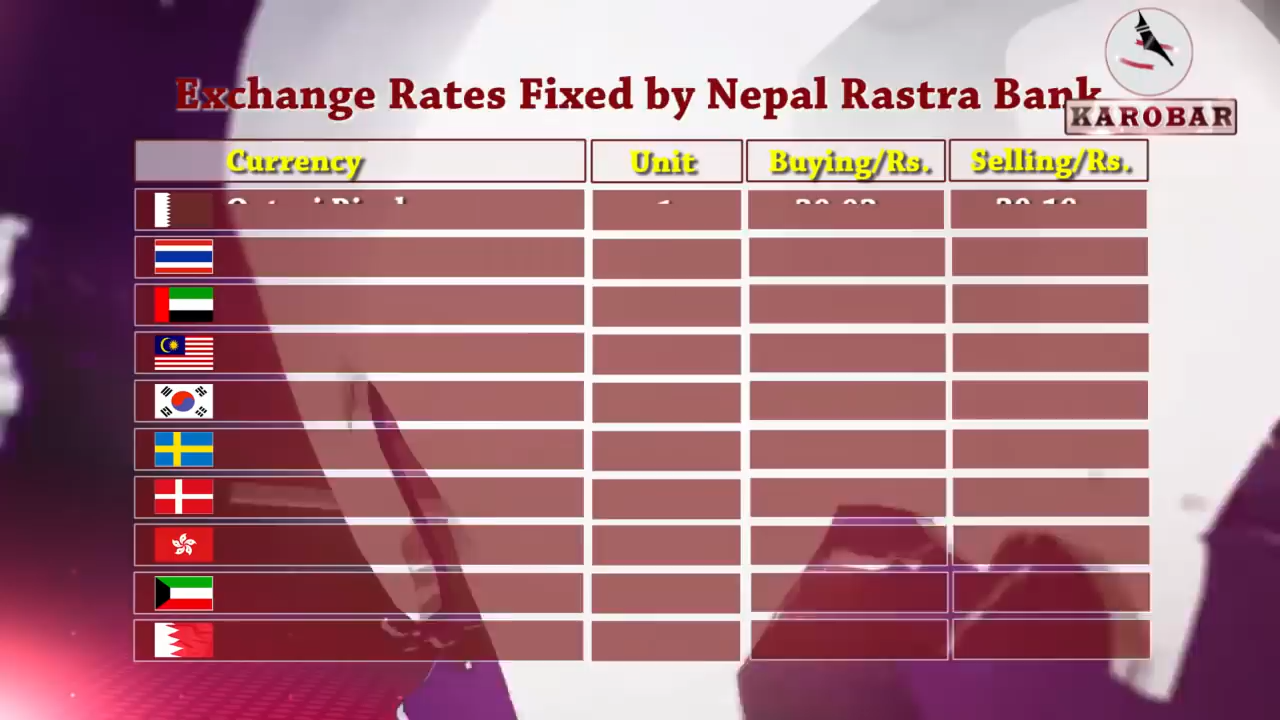 Exchange Rates Fixed by Nepal Rastra Bank
KAROBAR
Currency Unit Buying/Rs. Selling/Rs.